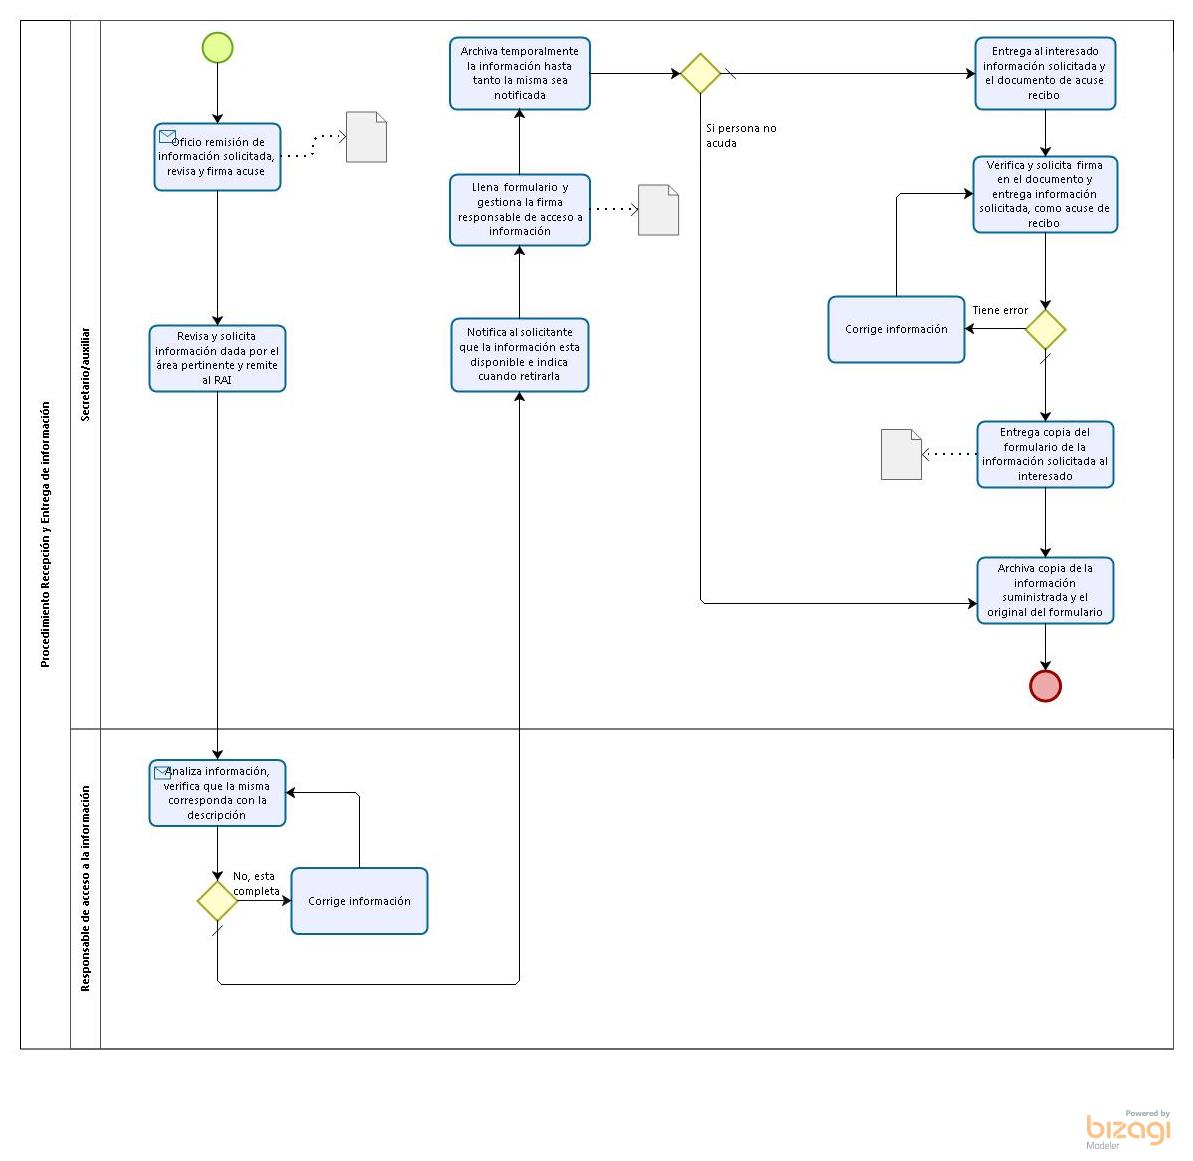 Procedimiento Recepción y Entrega de información
Secretario/auxiliar
Oficio remisión de
información solicitada,
revisa y firma acuse
Revisa y solicita
información dada por el
área pertinente y remite
al RAI
Archiva temporalmente
la información hasta
tanto la misma sea
notificada
Llena formulario y
gestiona la firma
responsable de acceso a
información
Notifica al solicitante
que la información esta
disponible e indica
cuando retirarla
Si persona no
acuda
Entrega al interesado
información solicitada y
el documento de acuse
recibo
Verifica y solicita firma
en el documento y
entrega información
solicitada, como acuse de
recibo
Tiene error
Corrige información
Entrega copia del
formulario de la
información solicitada al
interesado
Archiva copia de la
información
suministrada y el
original del formulario
Responsable de acceso a la información
Analiza información,
verifica que la misma
corresponda con la
descripción
No, esta
completa
Corrige información
Powered by
bizagi
Modeler